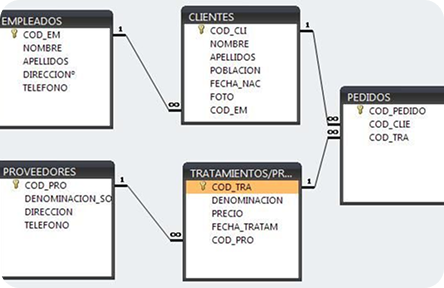 EMPLEADOS
COD_EM
NOMBRE
APELLIDOS
DIRECCIONº
TELEFONO
1
∞
CLIENTES
COD_CLI
NOMBRE
APELLIDOS
POBLACION
FECHA_NAC
FOTO
COD_EM
1
∞
PEDIDOS
COD_PEDIDO
COD_CLIE
COD_TRA
∞
PROVEEDORES
COD_PRO
DENOMINACION_SO
DIRECCION
TELEFONO
1
∞
TRATAMIENTOS/PR...
COD_TRA
DENOMINACION
PRECIO
FECHA_TRATAM
COD_PRO
1